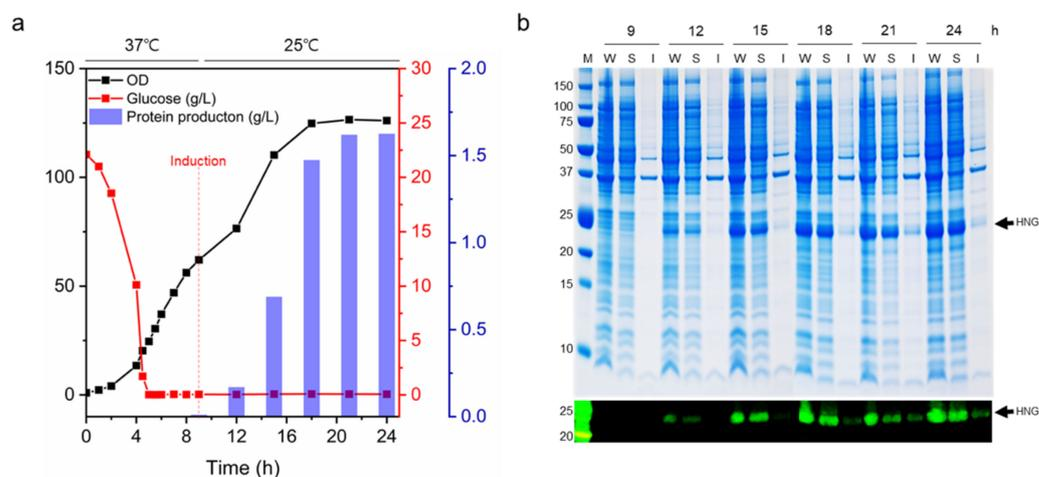 a
37℃ 25℃
150 30 2.0
OD
Glucose (g/L)
Protein producton (g/L)
25
Induction
1.5
100 20
15 1.0
50 10
5 0.5
0 0
0.0
0 4 8 12 16 20 24
Time (h)
b
9 12 15 18 21 24 h
M W S I W S I W S I W S I W S I W S I
150
100
75
50
37
25
HNG
20
15
10
25
HNG
20